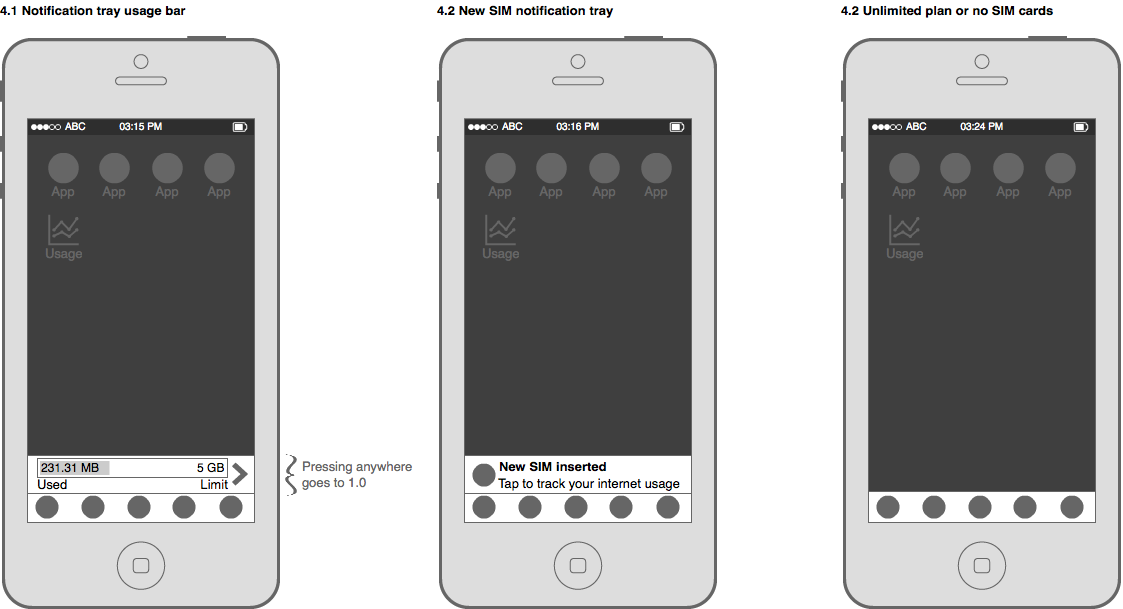 4.1 Notification tray usage bar
ABC 03:15 PM
App App App App
Usage
231.31 MB 5 GB
Used Limit
Pressing anywhere
goes to 1.0
4.2 New SIM notification tray
ABC 03:16 PM
App App App App
Usage
New SIM inserted
Tap to track your internet usage
4.2 Unlimited plan or no SIM cards
ABC 03:24 PM
App App App App
Usage